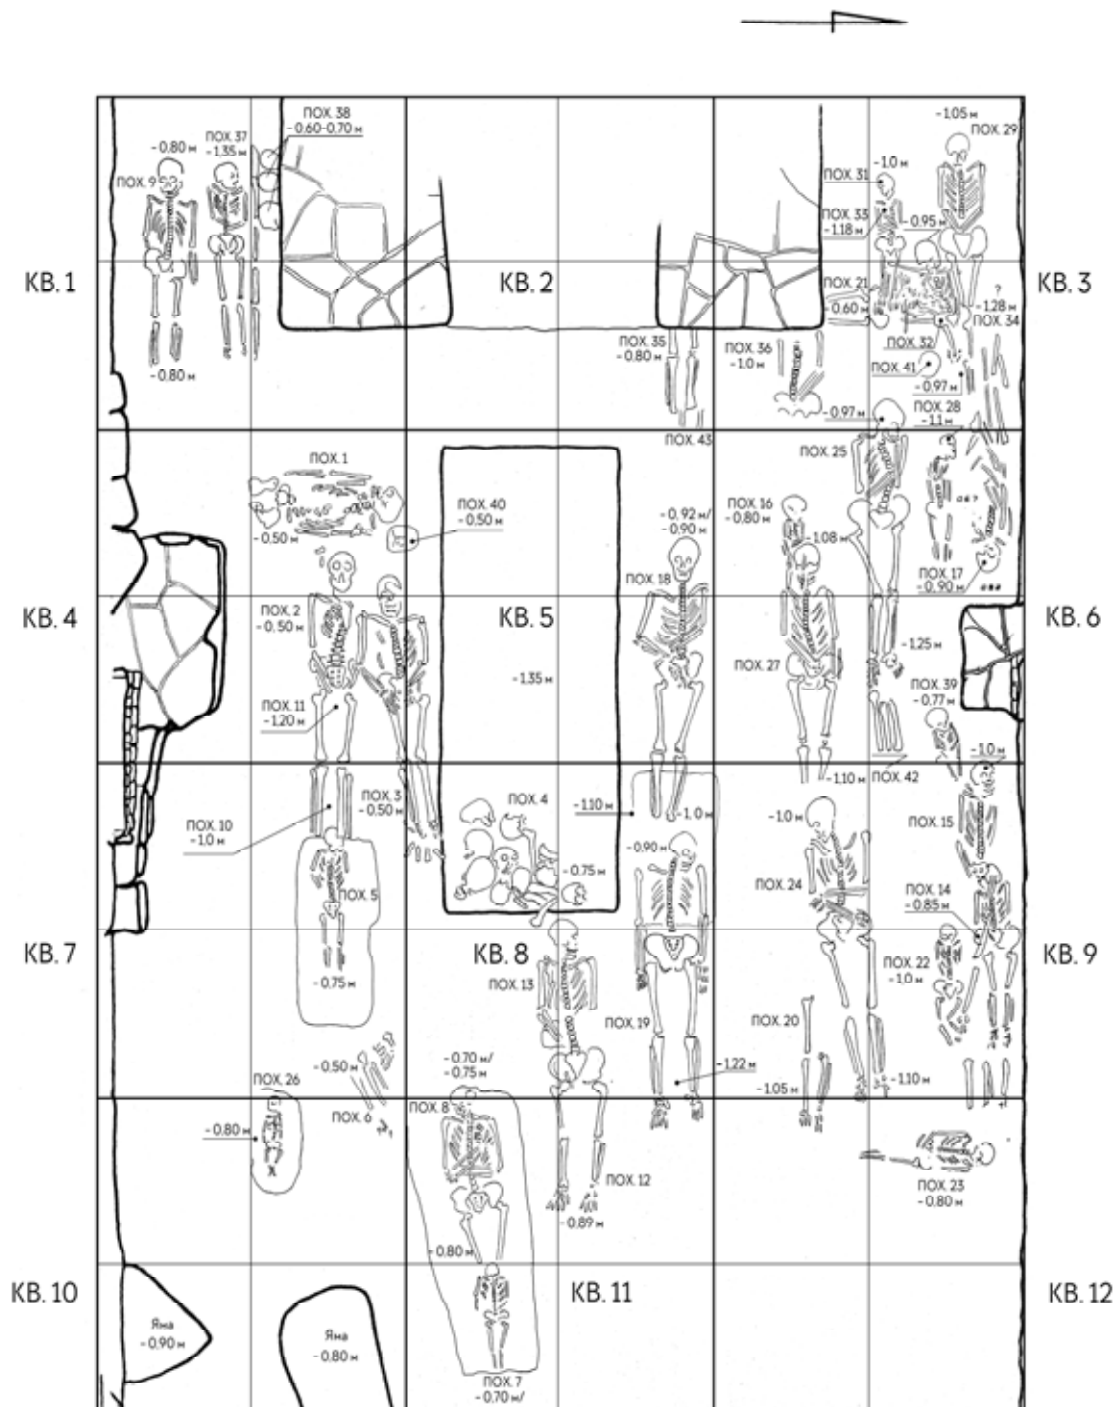 ПОХ. 38
- 0.60-0.70 м
ПОХ. 37
- 1.35 м
- 0.80 м
ПОХ. 9
- 1.05 м
ПОХ. 29
- 1.0 м
ПОХ. 31
ПОХ. 33
- 1.18 м
- 0.95 м
КВ. 1
КВ. 2
КВ. 3
ПОХ. 21
- 0.60 м
?
- 1.28 м
ПОХ. 34
ПОХ. 32
ПОХ. 35
- 0.80 м
ПОХ. 36
- 1.0 м
ПОХ. 41
- 0.97 м
- 0.80 м
- 0.97 м
ПОХ. 28
- 1.1
ПОХ. 43
ПОХ. 25
ПОХ. 1
ПОХ. 40
- 0.50 м
ПОХ. 16
- 0.80 м
- 0.92 м/
- 0.90 м
- 0.50 м
- 1.08 м
ПОХ. 17
- 0.90 м
ПОХ. 18
КВ. 4
ПОХ. 2
- 0.50 м
КВ. 5
КВ. 6
- 1.25 м
ПОХ. 27
- 1.35 м
ПОХ. 39
- 0.77 м
ПОХ. 11
- 1.20 м
- 1.0 м
- 1.10 м
ПОХ. 42
ПОХ. 3
- 0.50 м
ПОХ. 4
- 1.10 м
- 1.0 м
- 1.0 м
ПОХ. 15
ПОХ. 10
- 1.0 м
- 0.90 м
- 0.75 м
ПОХ. 24
ПОХ. 14
- 0.85 м
ПОХ. 5
КВ. 7
КВ. 8
КВ. 9
ПОХ. 22
- 1.0 м
- 0.75 м
ПОХ. 13
ПОХ. 19
ПОХ. 20
- 0.70 м/
- 0.75 м
- 0.50 м
- 1.22 м
- 1.05 м
- 1.10 м
ПОХ. 26
ПОХ. 8
ПОХ. 6
- 0.80 м
ПОХ. 12
ПОХ. 23
- 0.80 м
- 0.89 м
- 0.80 м
КВ. 10
КВ. 11
КВ. 12
Яма
- 0.90 м
Яма
- 0.80 м
ПОХ. 7
- 0.70 м/